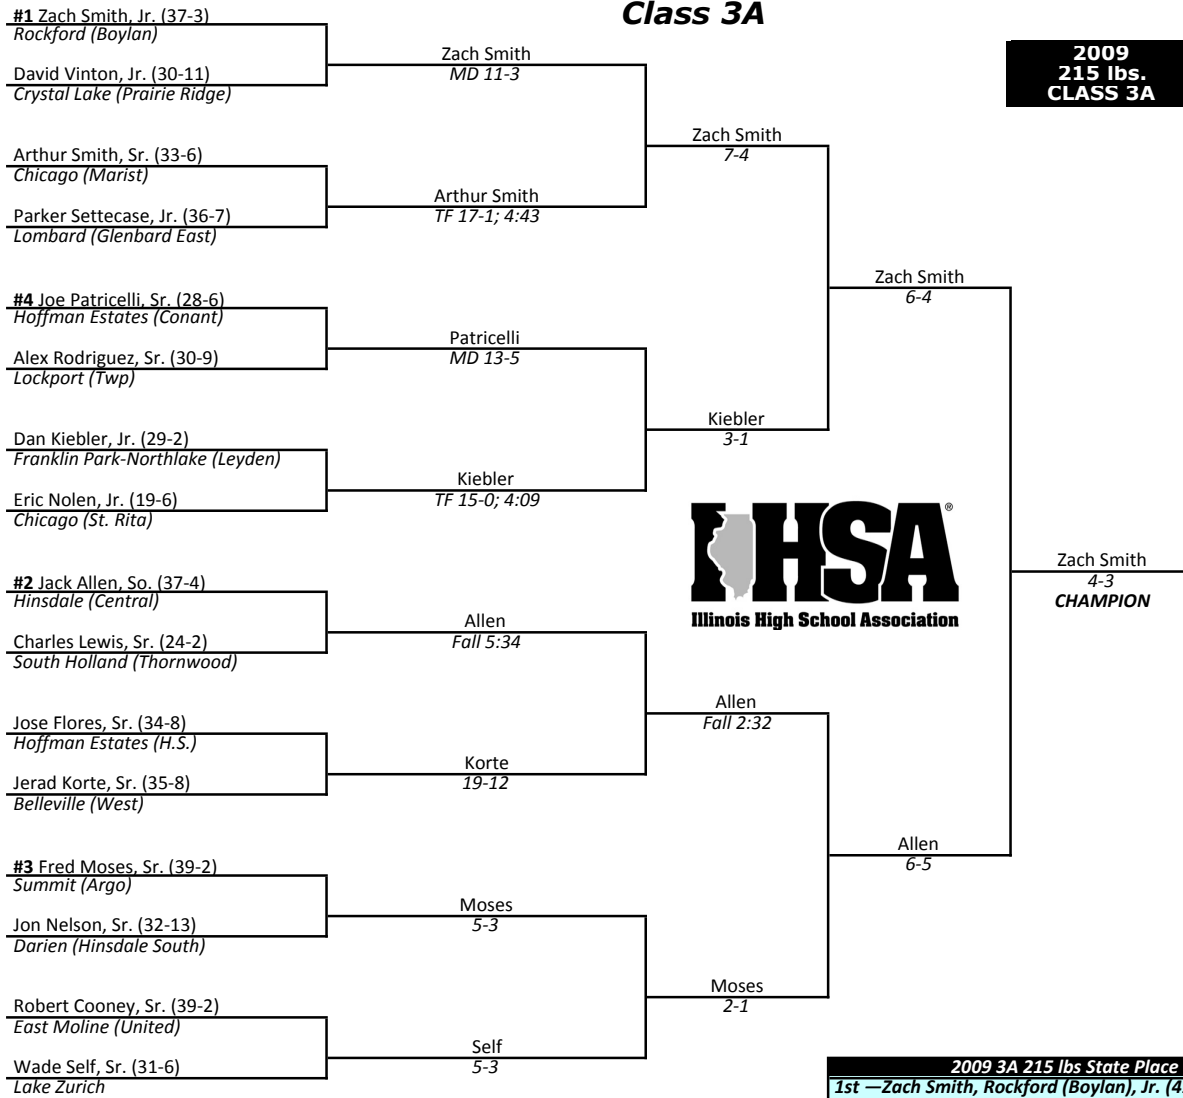 Class 3A
2009
215 lbs.
CLASS 3A
#1 Zach Smith, Jr. (37-3)
Rockford (Boylan)
David Vinton, Jr. (30-11)
Crystal Lake (Prairie Ridge)
Arthur Smith, Sr. (33-6)
Chicago (Marist)
Parker Settecase, Jr. (36-7)
Lombard (Glenbard East)
#4 Joe Patricelli, Sr. (28-6)
Hoffman Estates (Conant)
Alex Rodriguez, Sr. (30-9)
Lockport (Twp)
Dan Kiebler, Jr. (29-2)
Franklin Park-Northlake (Leyden)
Eric Nolen, Jr. (19-6)
Chicago (St. Rita)
#2 Jack Allen, So. (37-4)
Hinsdale (Central)
Charles Lewis, Sr. (24-2)
South Holland (Thornwood)
Jose Flores, Sr. (34-8)
Hoffman Estates (H.S.)
Jerad Korte, Sr. (35-8)
Belleville (West)
#3 Fred Moses, Sr. (39-2)
Summit (Argo)
Jon Nelson, Sr. (32-13)
Darien (Hinsdale South)
Robert Cooney, Sr. (39-2)
East Moline (United)
Wade Self, Sr. (31-6)
Lake Zurich
Zach Smith
MD 11-3
Arthur Smith
TF 17-1; 4:43
Patricelli
MD 13-5
Kiebler
TF 15-0; 4:09
Allen
Fall 5:34
Korte
19-12
Moses
5-3
Self
5-3
Zach Smith
7-4
Kiebler
3-1
Allen
Fall 2:32
Moses
2-1
Zach Smith
6-4
Allen
6-5
Zach Smith
4-3
CHAMPION
IHSA®
Illinois High School Association
2009 3A 215 lbs State Place
1st —Zach Smith, Rockford (Boylan), Jr. (4